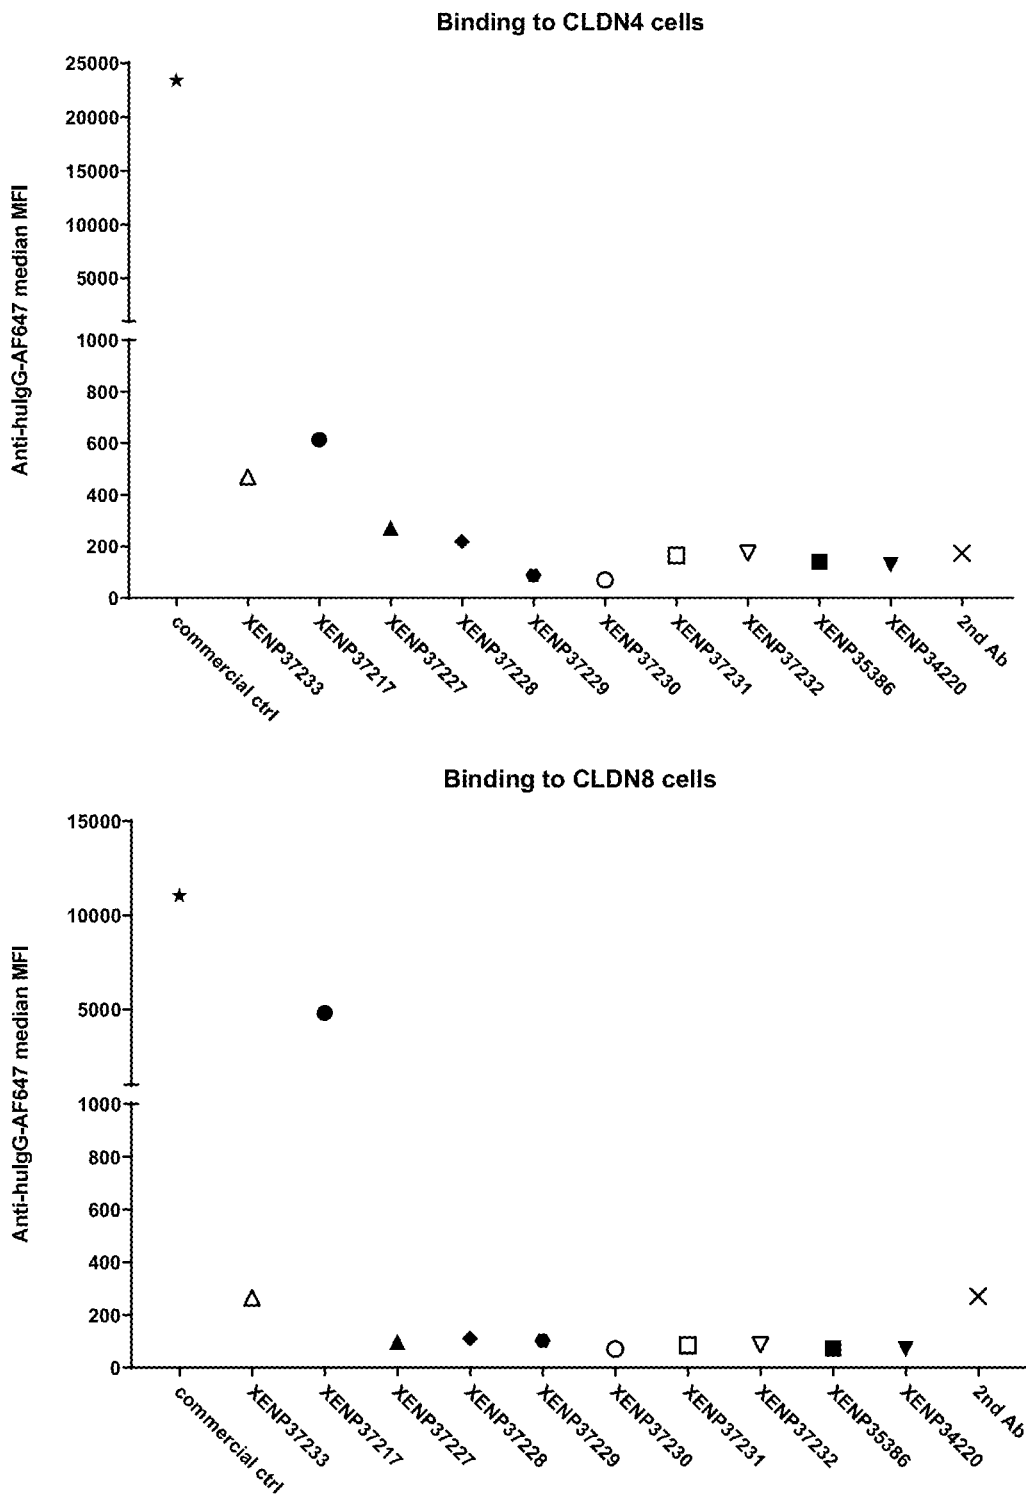 Binding to CLDN4 cells
Anti-huIgG-AF647 median MFI
25000
20000
15000
10000
5000
1000
800
600
400
200
0
commercial ctrl
XENP37233
XENP37217
XENP37227
XENP37228
XENP37229
XENP37230
XENP37231
XENP37232
XENP35386
XENP34220
2nd Ab
Binding to CLDN8 cells
Anti-huIgG-AF647 median MFI
15000
10000
5000
1000
800
600
400
200
0
commercial ctrl
XENP37233
XENP37217
XENP37227
XENP37228
XENP37229
XENP37230
XENP37231
XENP37232
XENP35386
XENP34220
2nd Ab